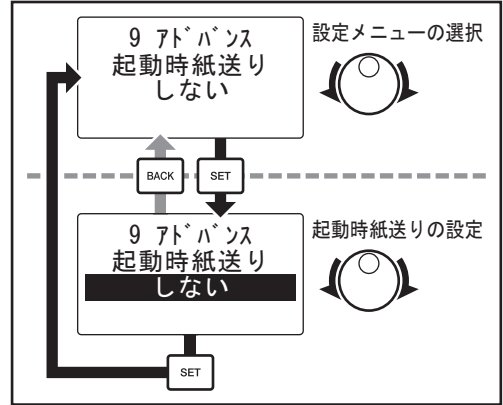 9 ｱﾄﾞﾊﾞﾝｽ
起動時紙送り
しない
設定メニューの選択
BACK
SET
9 ｱﾄﾞﾊﾞﾝｽ
起動時紙送り
しない
起動時紙送りの設定
SET